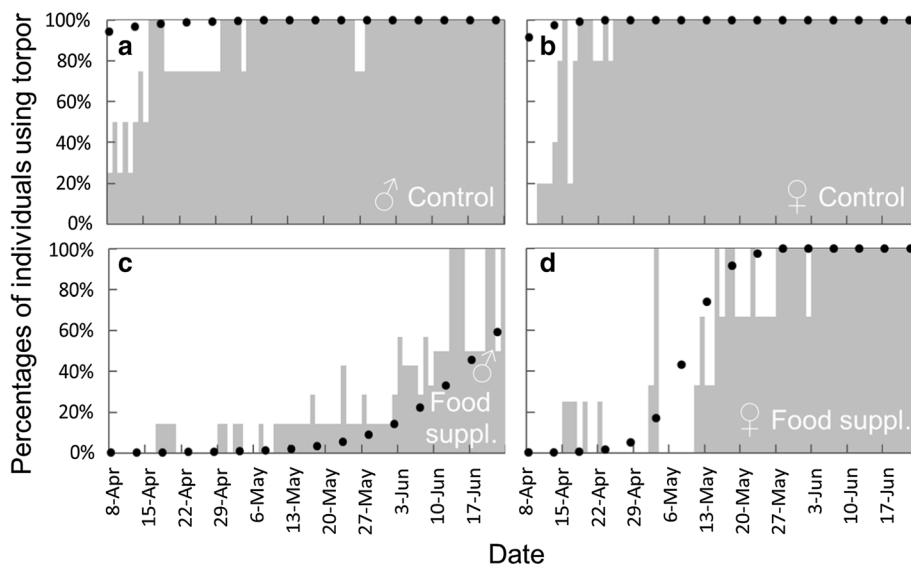 Percentages of individuals using torpor
100%
80%
60%
40%
20%
0%
a
♂ Control
b
♀ Control
100%
80%
60%
40%
20%
0%
c
♂
Food
suppl.
d
♀ Food suppl.
8-Apr
15-Apr
22-Apr
29-Apr
6-May
13-May
20-May
27-May
3-Jun
10-Jun
17-Jun
8-Apr
15-Apr
22-Apr
29-Apr
6-May
13-May
20-May
27-May
3-Jun
10-Jun
17-Jun
Date